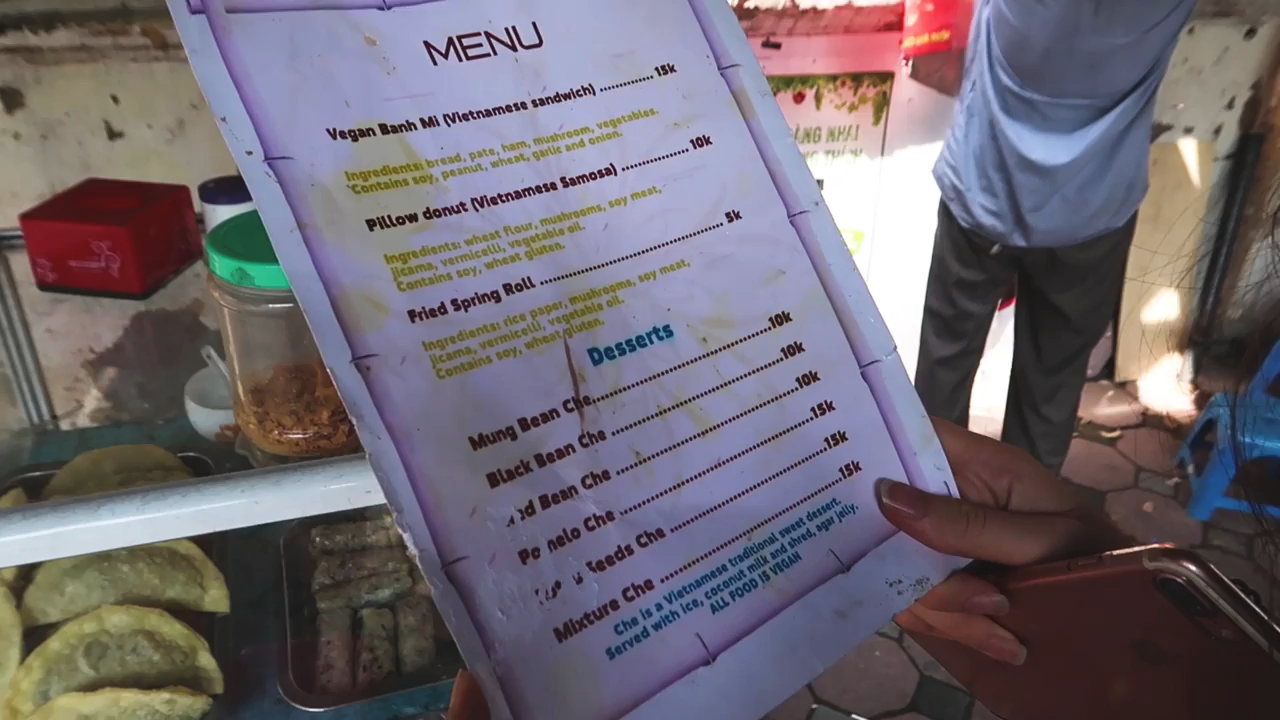 MENU
Vegan Banh Mi (Vietnamese sandwich) ............ 15k
Ingredients: bread, pate, ham, mushroom, vegetables.
*Contains soy, peanut, wheat, garlic and onion.
Pillow donut (Vietnamese Samosa) ............... 10k
Ingredients: wheat flour, mushrooms, soy meat,
jicama, vermicelli, vegetable oil.
Contains soy, wheat gluten.
Fried Spring Roll ........................................ 5k
Ingredients: rice paper, mushrooms, soy meat,
jicama, vermicelli, vegetable oil.
Contains soy, wheat gluten.
Desserts
Mung Bean Che........................................10k
Black Bean Che ........................................10k
Bean Che ........................................10k
Che ........................................15k
Che ........................................15k
Mixture Che ........................................15k
Che is a Vietnamese traditional sweet dessert.
Served with ice, coconut milk and shred, agar jelly.
ALL FOOD IS VEGAN
NHAI